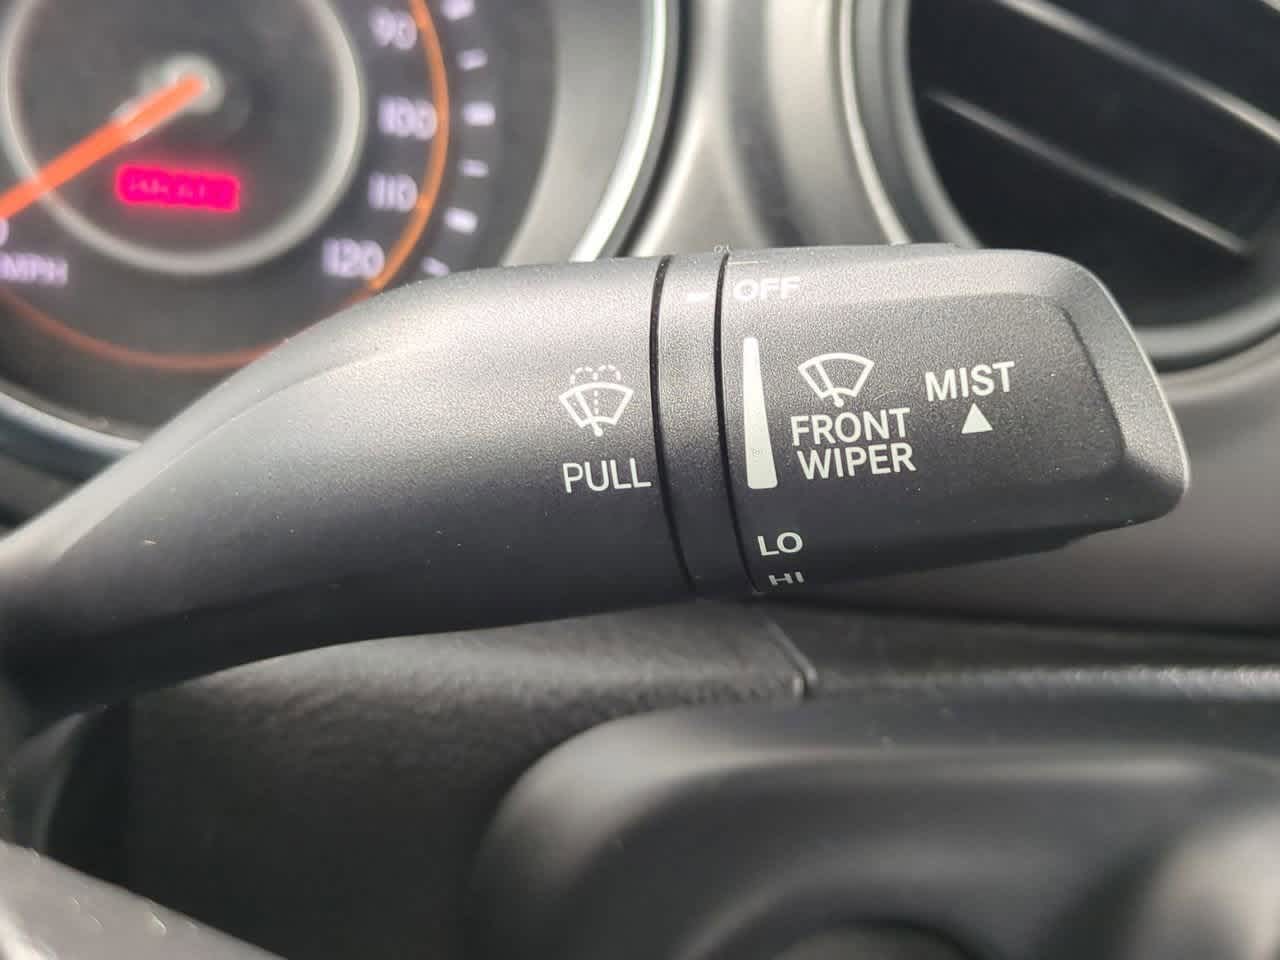 90
100
110
120
MPH
OFF
MIST
FRONT
WIPER
PULL
LO
HI